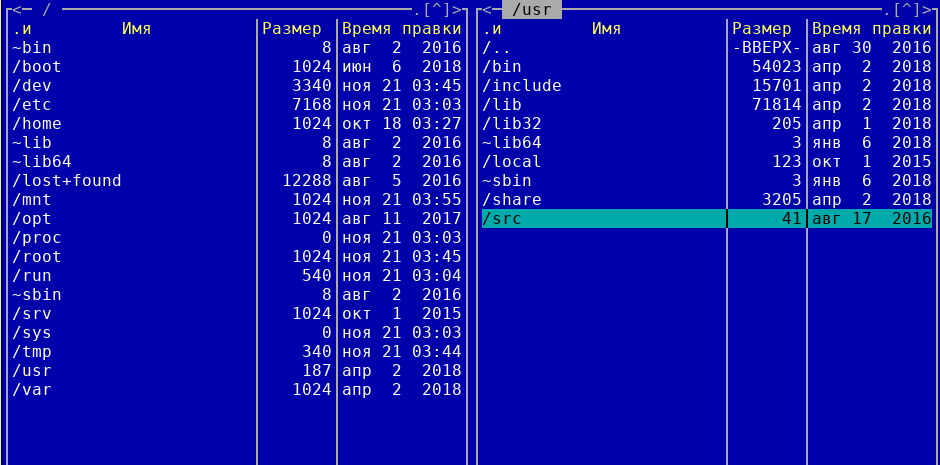 <─ / .[^]>
.и Имя Размер Время правки
~bin 8 авг 2 2016
/boot 1024 июн 6 2018
/dev 3340 ноя 21 03:45
/etc 7168 ноя 21 03:03
/home 1024 окт 18 03:27
~lib 8 авг 2 2016
~lib64 8 авг 2 2016
/lost+found 12288 авг 5 2016
/mnt 1024 ноя 21 03:55
/opt 1024 авг 11 2017
/proc 0 ноя 21 03:03
/root 1024 ноя 21 03:45
/run 540 ноя 21 03:04
~sbin 8 авг 2 2016
/srv 1024 окт 1 2015
/sys 0 ноя 21 03:03
/tmp 340 ноя 21 03:44
/usr 187 апр 2 2018
/var 1024 апр 2 2018
<─ /usr .[^]>
.и Имя Размер Время правки
/.. -ВВЕРХ- авг 30 2016
/bin 54023 апр 2 2018
/include 15701 апр 2 2018
/lib 71814 апр 2 2018
/lib32 205 апр 1 2018
~lib64 3 янв 6 2018
/local 123 окт 1 2015
~sbin 3 янв 6 2018
/share 3205 апр 2 2018
/src 41 авг 17 2016